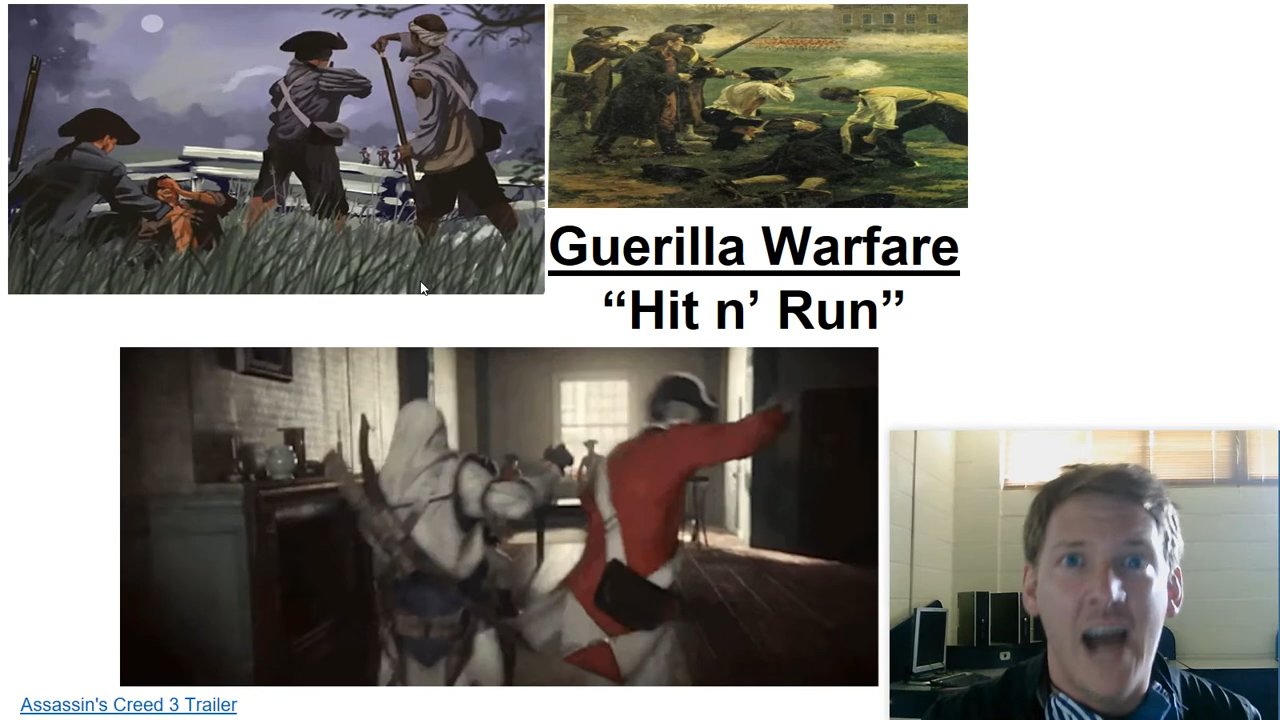 Guerilla Warfare
“Hit n’ Run”
Assassin's Creed 3 Trailer